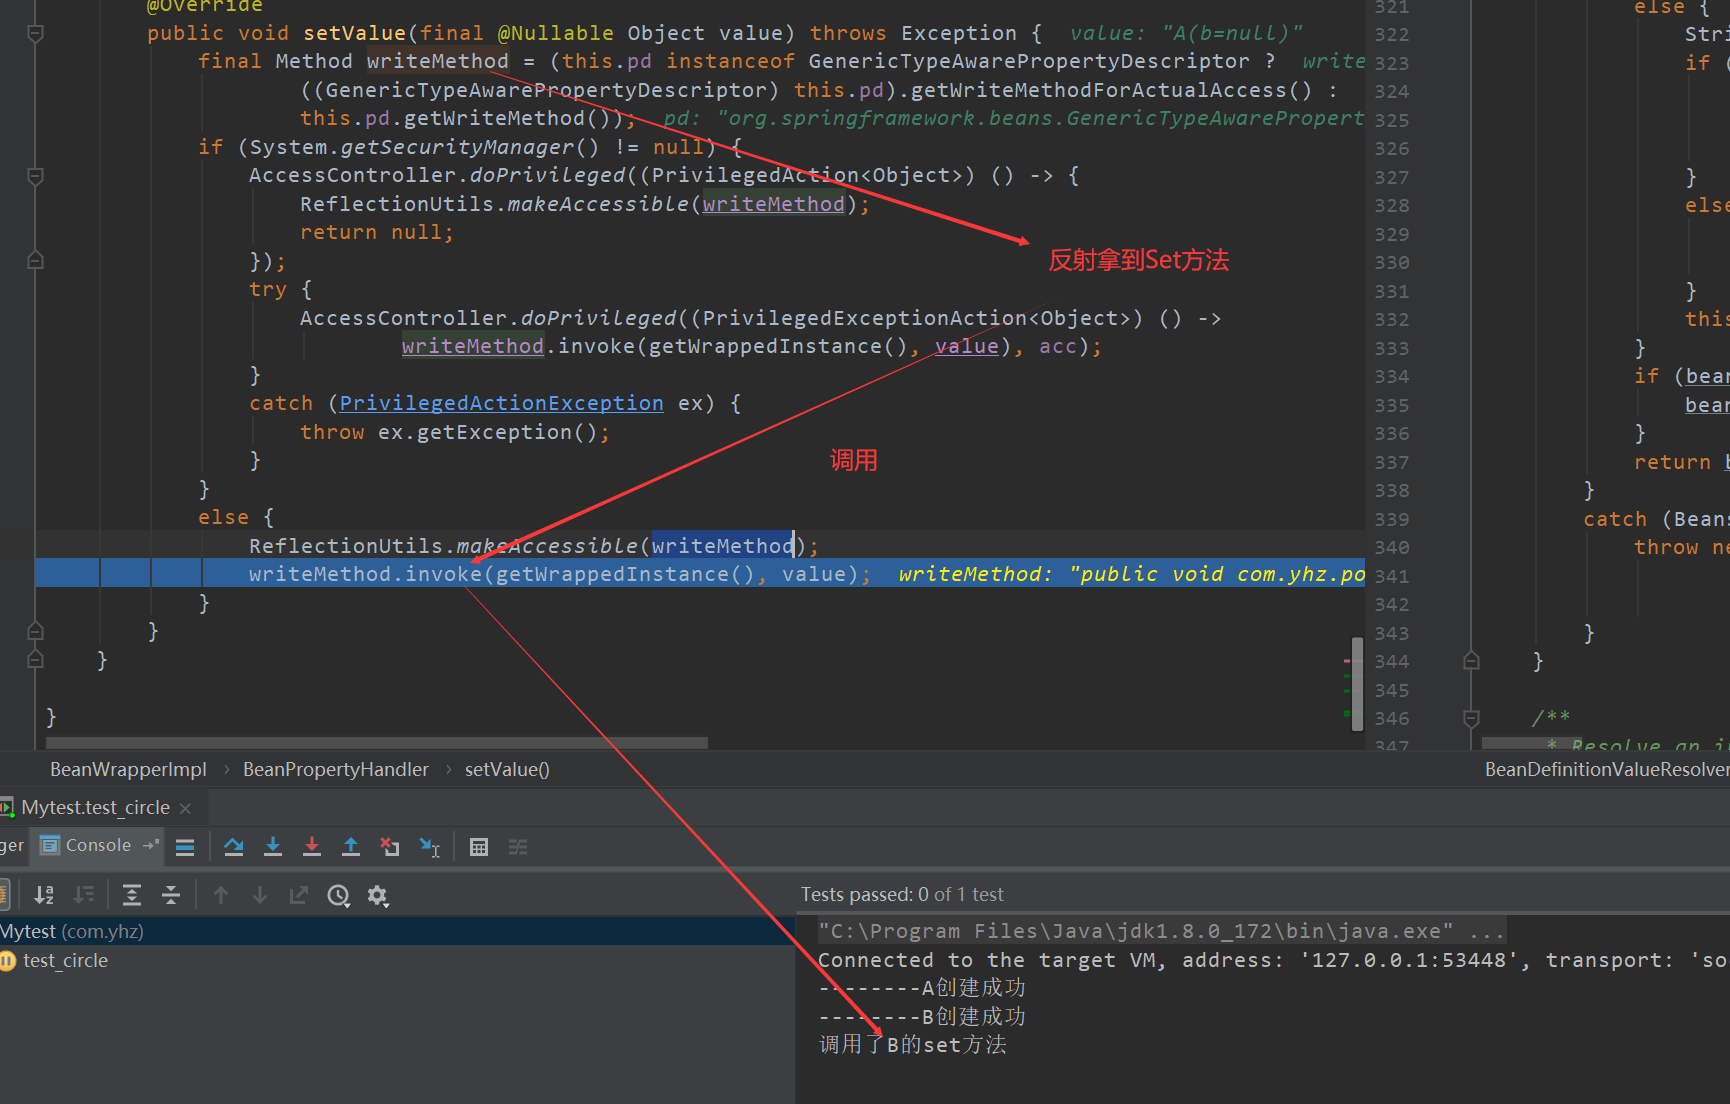 @Override
public void setValue(final @Nullable Object value) throws Exception {  value: "A(b=null)"
final Method writeMethod = (this.pd instanceof GenericTypeAwarePropertyDescriptor ?  write
((GenericTypeAwarePropertyDescriptor) this.pd).getWriteMethodForActualAccess() :
this.pd.getWriteMethod());  pd: "org.springframework.beans.GenericTypeAwarePropert
if (System.getSecurityManager() != null) {
AccessController.doPrivileged((PrivilegedAction<Object>) () -> {
ReflectionUtils.makeAccessible(writeMethod);
return null;
});
反射拿到Set方法
try {
AccessController.doPrivileged((PrivilegedExceptionAction<Object>) () ->
writeMethod.invoke(getWrappedInstance(), value), acc);
}
catch (PrivilegedActionException ex) {
throw ex.getException();
}
调用
}
else {
ReflectionUtils.makeAccessible(writeMethod);
writeMethod.invoke(getWrappedInstance(), value);  writeMethod: "public void com.yhz.po
}
}
}
}
321 else {
322 Stri
323 if (
324
325
326
327 }
328 else
329
330
331 }
332 this
333 }
334 if (bean
335 bean
336 }
337 return b
338 }
339 catch (Beans
340 throw ne
341
342
343 }
344 }
345
346 /**
347 * Resolve an i
BeanWrapperImpl › BeanPropertyHandler › setValue()
BeanDefinitionValueResolver
Mytest.test_circle ×
ger Console
Tests passed: 0 of 1 test
Mytest (com.yhz)
test_circle
"C:\Program Files\Java\jdk1.8.0_172\bin\java.exe" ...
Connected to the target VM, address: '127.0.0.1:53448', transport: 'so
--------A创建成功
--------B创建成功
调用了B的set方法